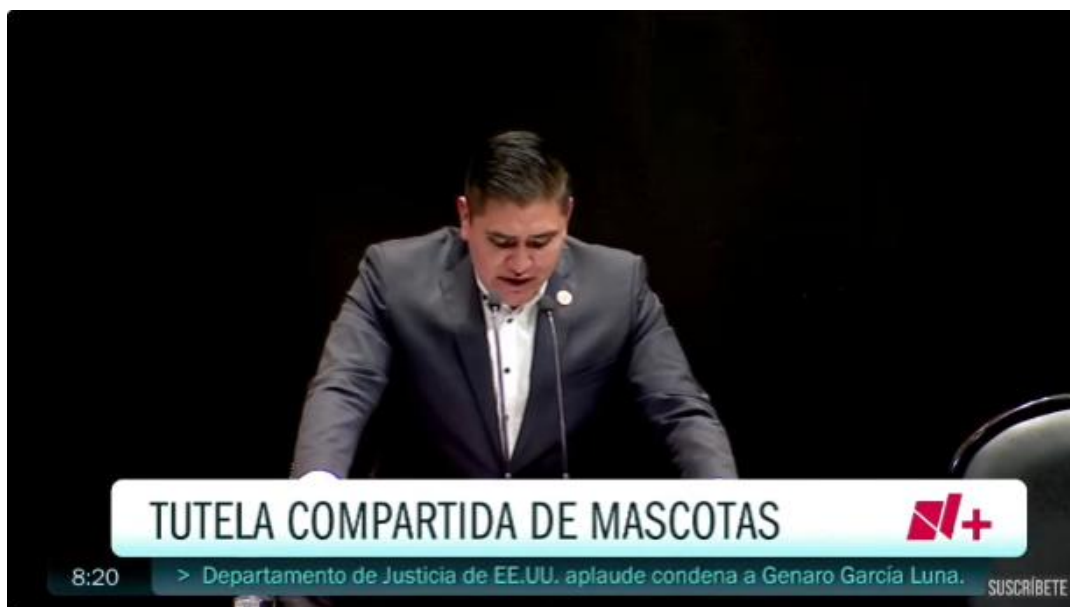 TUTELA COMPARTIDA DE MASCOTAS
N+
8:20
> Departamento de Justicia de EE.UU. aplaude condena a Genaro García Luna.
SUSCRÍBETE